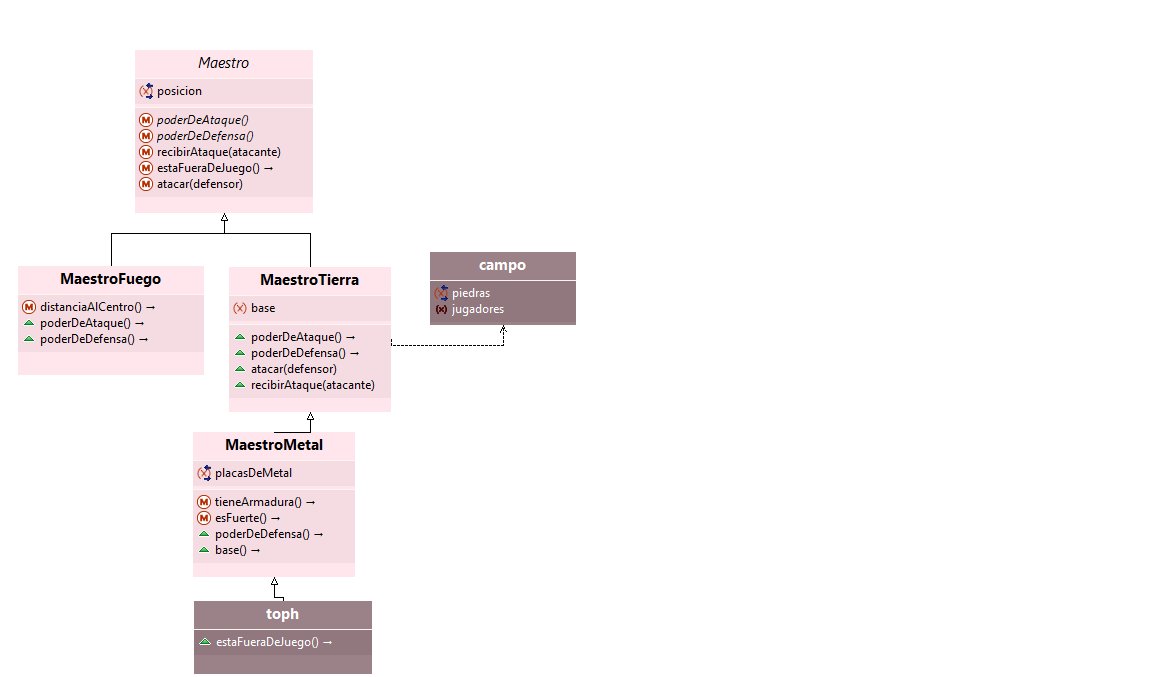 Maestro
posicion
poderDeAtaque()
poderDeDefensa()
recibirAtaque(atacante)
estaFueraDeJuego() →
atacar(defensor)
MaestroFuego
distanciaAlCentro() →
poderDeAtaque() →
poderDeDefensa() →
MaestroTierra
base
poderDeAtaque() →
poderDeDefensa() →
atacar(defensor)
recibirAtaque(atacante)
campo
piedras
jugadores
MaestroMetal
placasDeMetal
tieneArmadura() →
esFuerte() →
poderDeDefensa() →
base() →
toph
estaFueraDeJuego() →